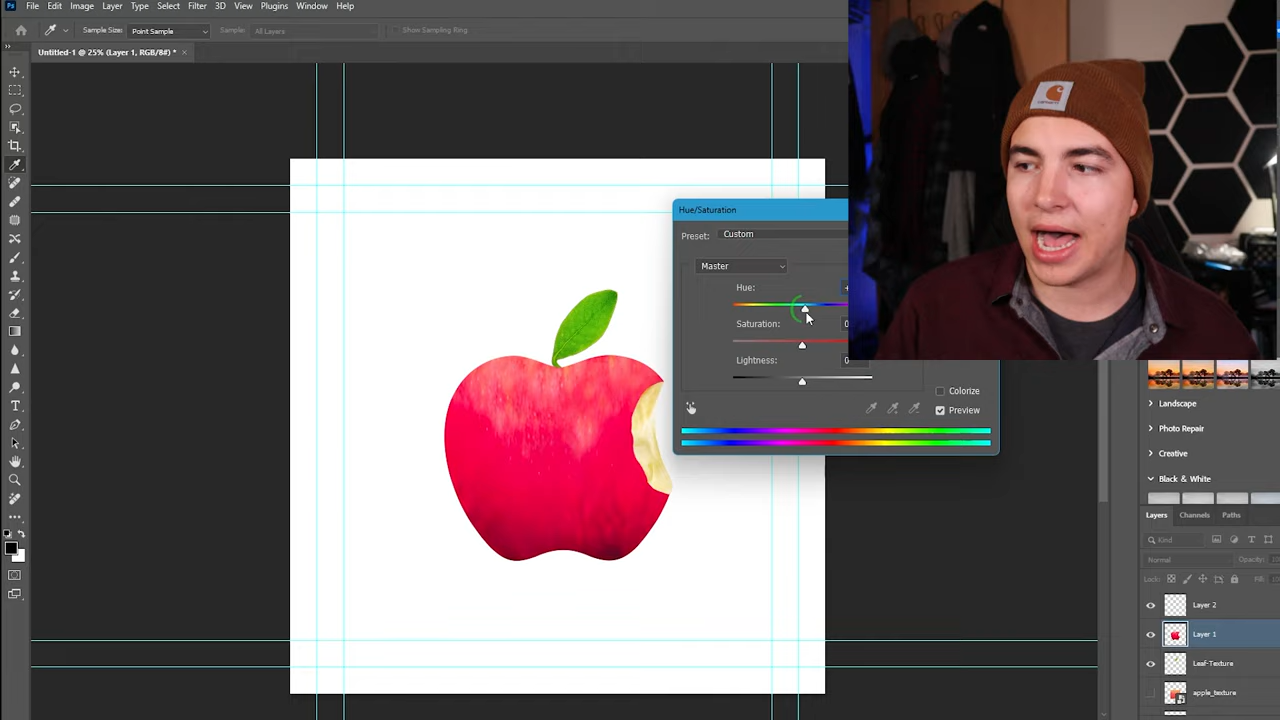 Ps File Edit Image Layer Type Select Filter 3D View Plugins Window Help
Sample Size: Point Sample Sample: All Layers Show Sampling Ring
Untitled-1 @ 25% (Layer 1, RGB/8#) * ×
Hue/Saturation
Preset: Custom
Master
Hue: +
Saturation: 0
Lightness: 0
Colorize
Preview
Landscape
Photo Repair
Creative
Black & White
Layers Channels Paths
Kind
Normal Opacity:
Lock: Fill:
Layer 2
Layer 1
Leaf-Texture
apple_texture